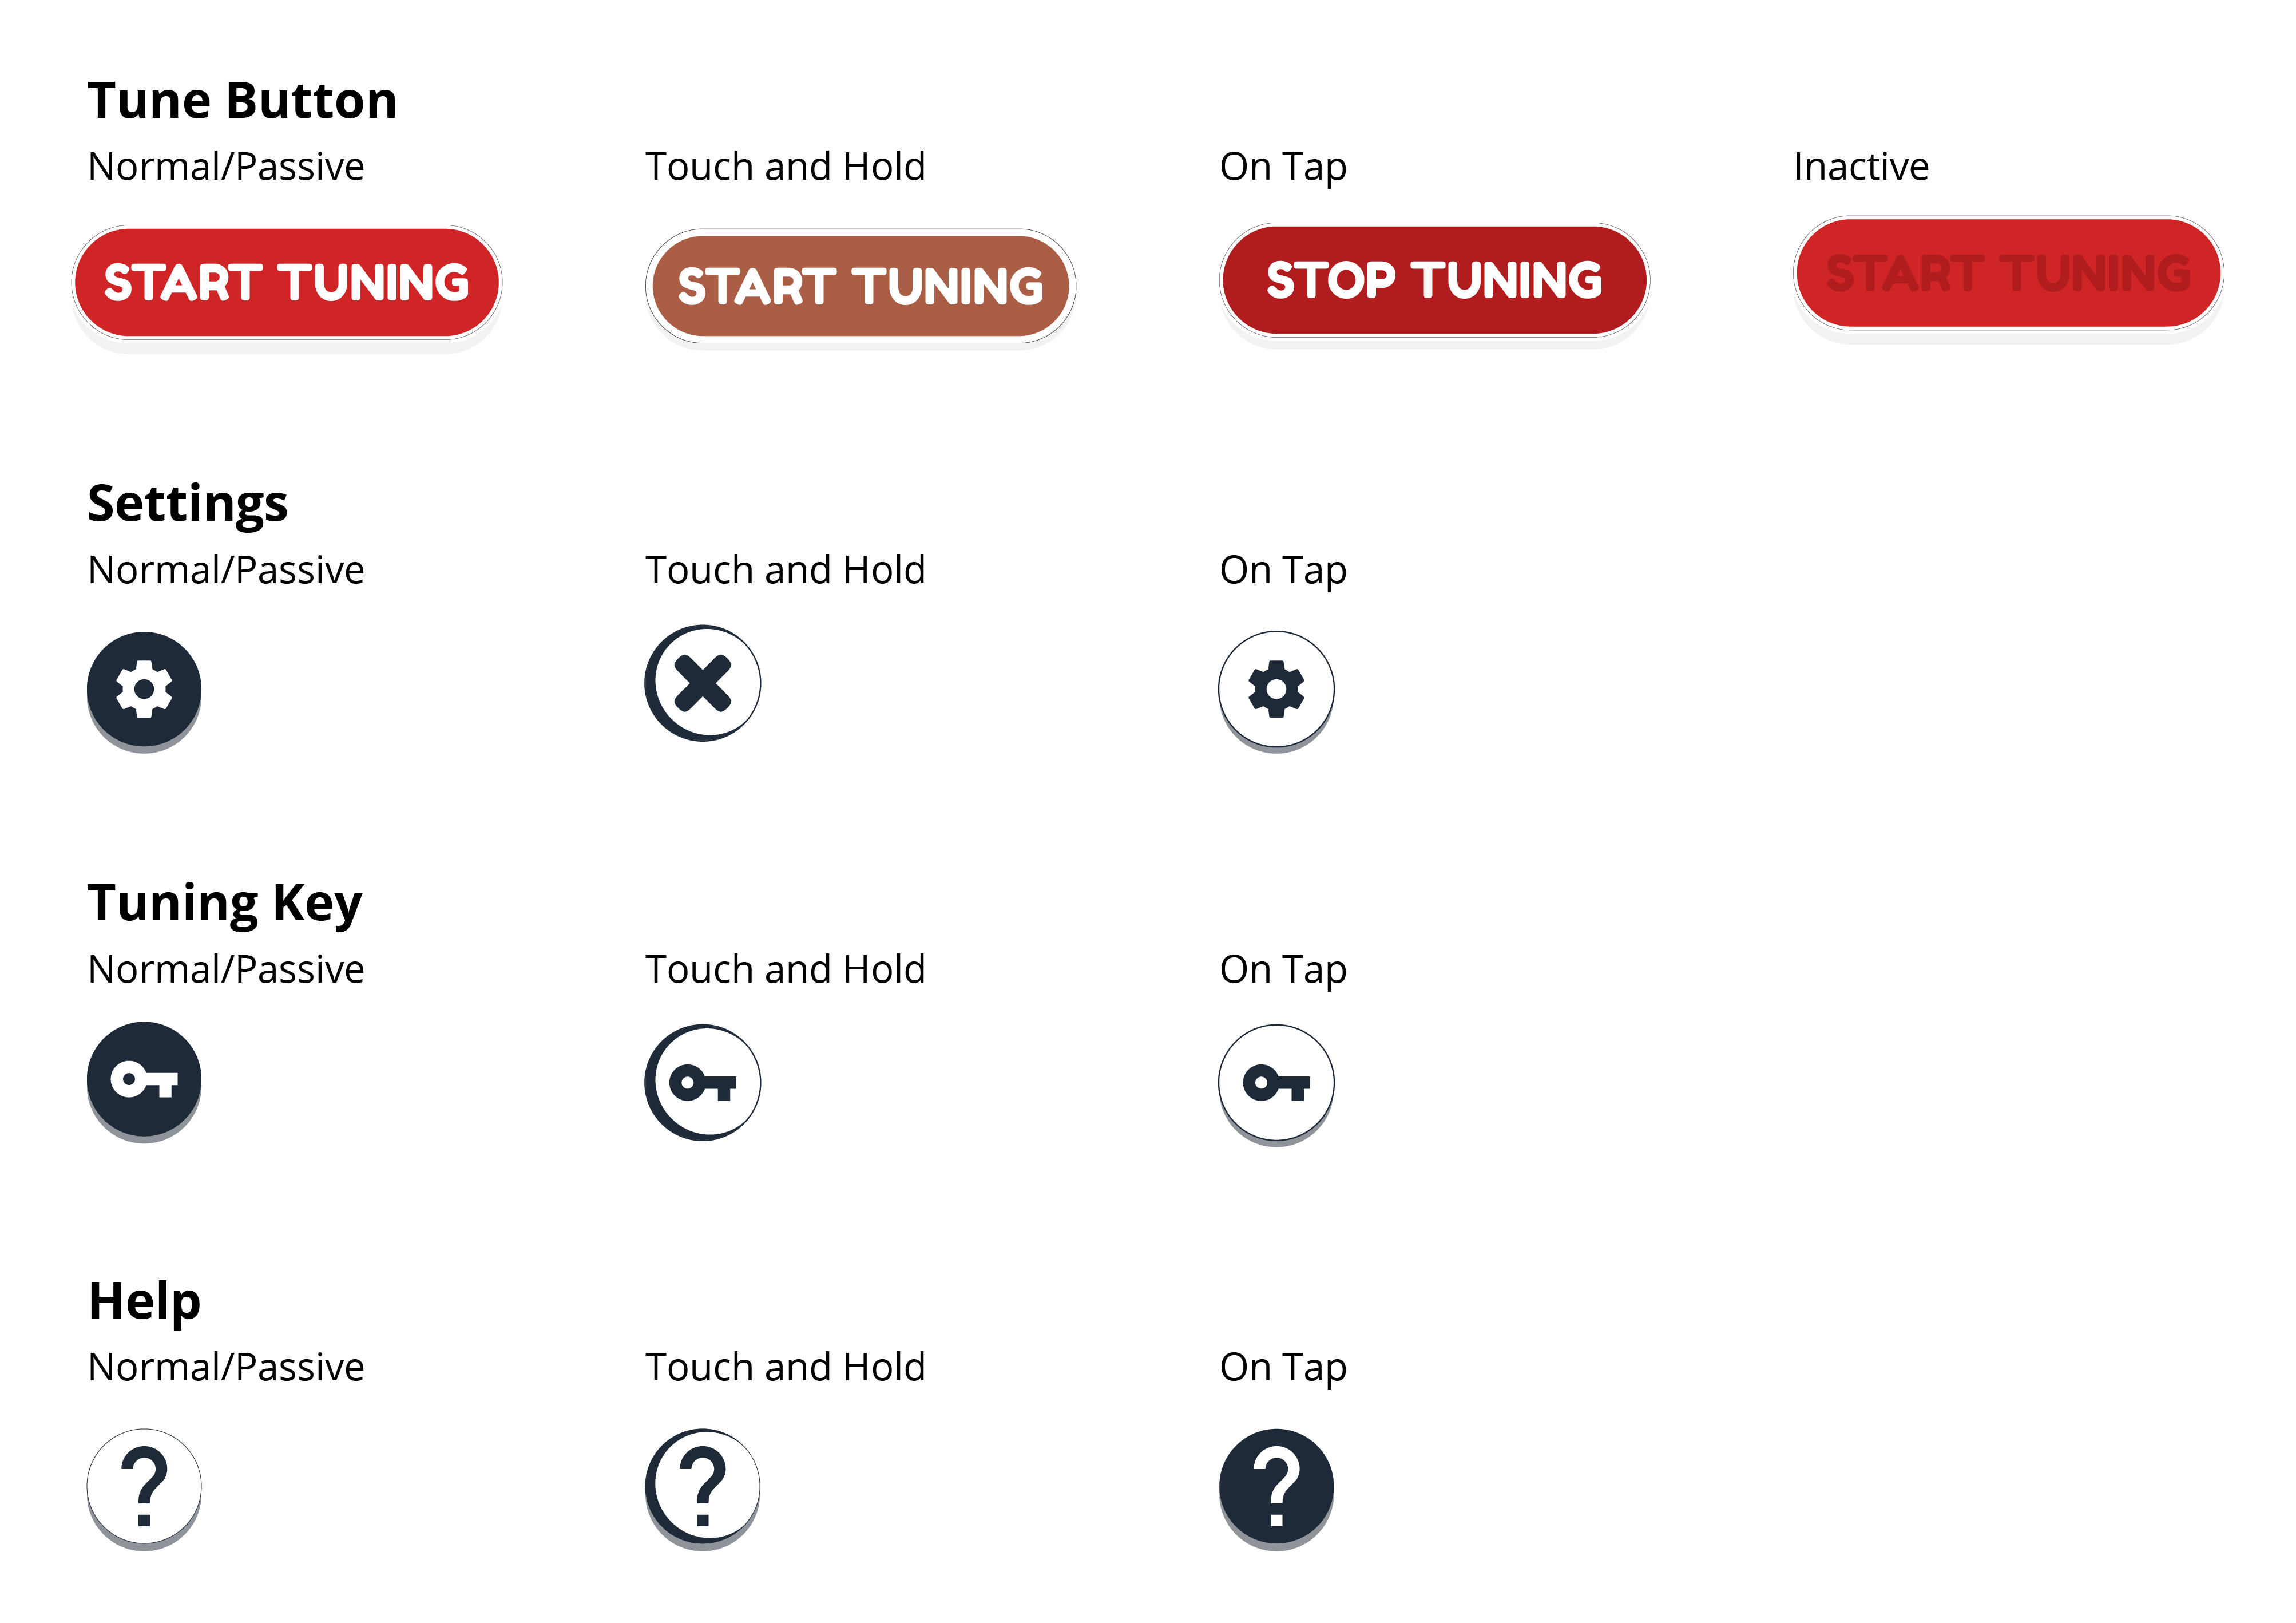 Tune Button
Normal/Passive
Touch and Hold
On Tap
Inactive
START TUNING
START TUNING
STOP TUNING
START TUNING
Settings
Normal/Passive
Touch and Hold
On Tap
Tuning Key
Normal/Passive
Touch and Hold
On Tap
Help
Normal/Passive
Touch and Hold
On Tap
?
?
?